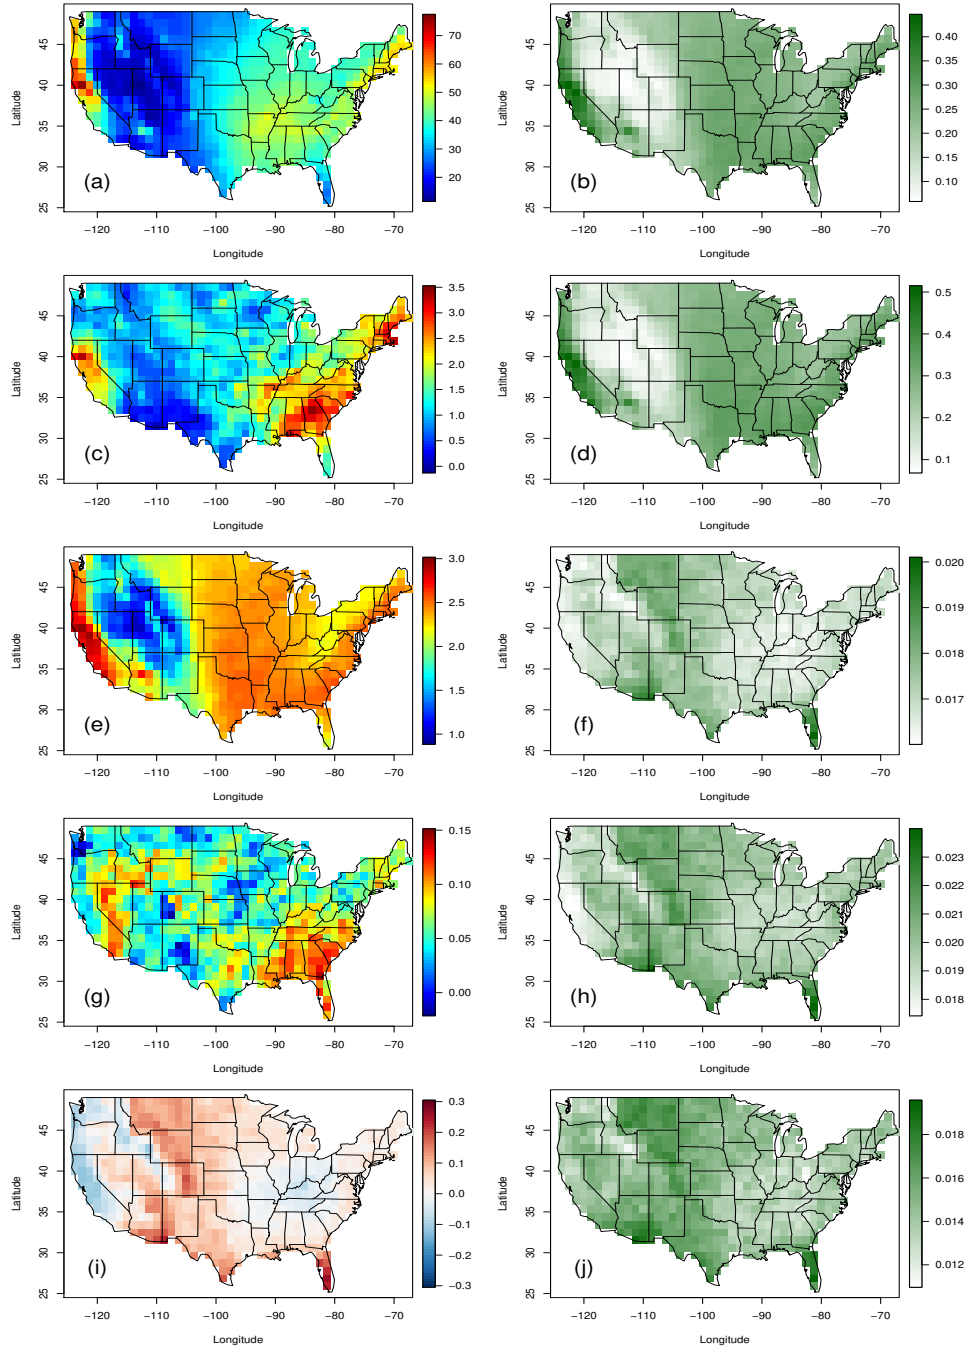 Latitude
45
40
35
30
25
(a)
−120 −110 −100 −90 −80 −70
Longitude
70
60
50
40
30
20
Latitude
45
40
35
30
25
(b)
−120 −110 −100 −90 −80 −70
Longitude
0.40
0.35
0.30
0.25
0.20
0.15
0.10
Latitude
45
40
35
30
25
(c)
−120 −110 −100 −90 −80 −70
Longitude
3.5
3.0
2.5
2.0
1.5
1.0
0.5
0.0
Latitude
45
40
35
30
25
(d)
−120 −110 −100 −90 −80 −70
Longitude
0.5
0.4
0.3
0.2
0.1
Latitude
45
40
35
30
25
(e)
−120 −110 −100 −90 −80 −70
Longitude
3.0
2.5
2.0
1.5
1.0
Latitude
45
40
35
30
25
(f)
−120 −110 −100 −90 −80 −70
Longitude
0.020
0.019
0.018
0.017
Latitude
45
40
35
30
25
(g)
−120 −110 −100 −90 −80 −70
Longitude
0.15
0.10
0.05
0.00
Latitude
45
40
35
30
25
(h)
−120 −110 −100 −90 −80 −70
Longitude
0.023
0.022
0.021
0.020
0.019
0.018
Latitude
45
40
35
30
25
(i)
−120 −110 −100 −90 −80 −70
Longitude
0.3
0.2
0.1
0.0
−0.1
−0.2
−0.3
Latitude
45
40
35
30
25
(j)
−120 −110 −100 −90 −80 −70
Longitude
0.018
0.016
0.014
0.012